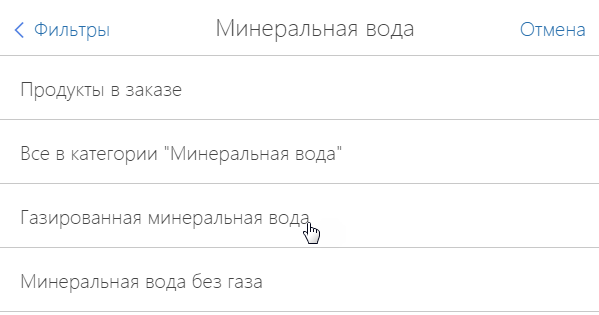 Фильтры Минеральная вода Отмена
Продукты в заказе
Все в категории "Минеральная вода"
Газированная минеральная вода
Минеральная вода без газа